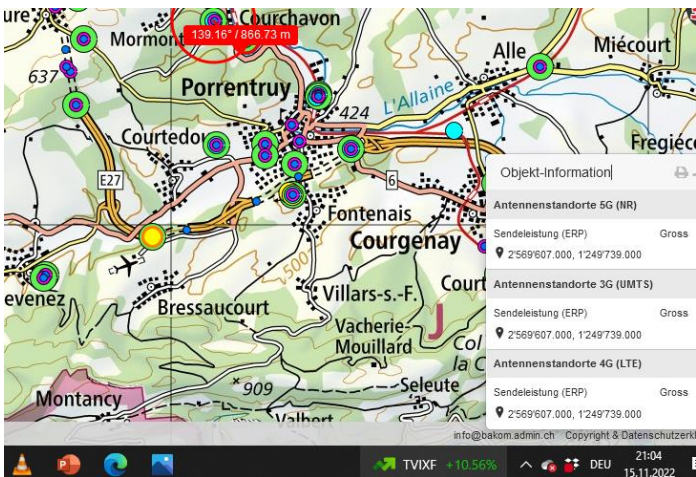 Courchavon
Mormont
139.16° / 866.73 m
Alle
Miécourt
637
Porrentruy
424
L'Allaine
Courtedou
Fregiéc
E27
6
Fontenais
Courgenay
500
evenez
Bressaucourt
Villars-s.-F.
Court
Vacherie-
Mouillard
J
Col
la C
909
Seleute
Montancy
Valbert
Objekt-Information
Antennenstandorte 5G (NR)
Sendeleistung (ERP) Gross
2'569'607.000, 1'249'739.000
Antennenstandorte 3G (UMTS)
Sendeleistung (ERP) Gross
2'569'607.000, 1'249'739.000
Antennenstandorte 4G (LTE)
Sendeleistung (ERP) Gross
2'569'607.000, 1'249'739.000
info@bakom.admin.ch Copyright & Datenschutzerkl
TVIXF +10.56% DEU 21:04
15.11.2022